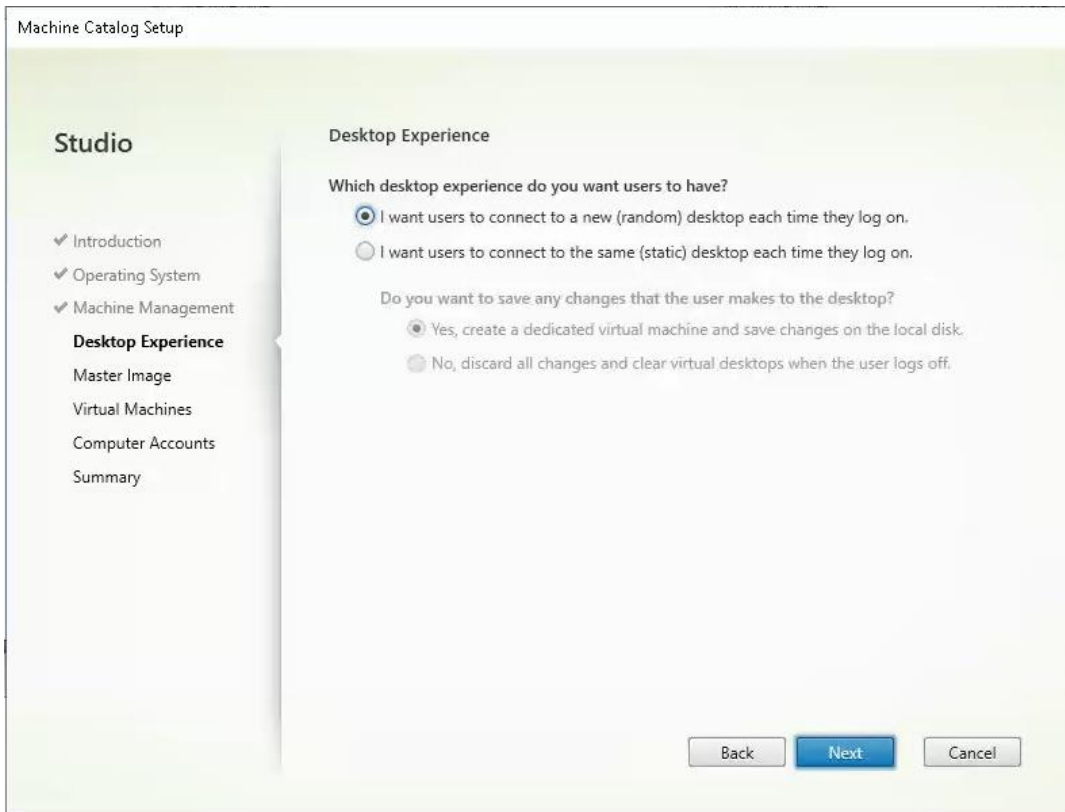 Machine Catalog Setup
Studio
Introduction
Operating System
Machine Management
Desktop Experience
Master Image
Virtual Machines
Computer Accounts
Summary
Desktop Experience
Which desktop experience do you want users to have?
I want users to connect to a new (random) desktop each time they log on.
I want users to connect to the same (static) desktop each time they log on.
Do you want to save any changes that the user makes to the desktop?
Yes, create a dedicated virtual machine and save changes on the local disk.
No, discard all changes and clear virtual desktops when the user logs off.
Back
Next
Cancel